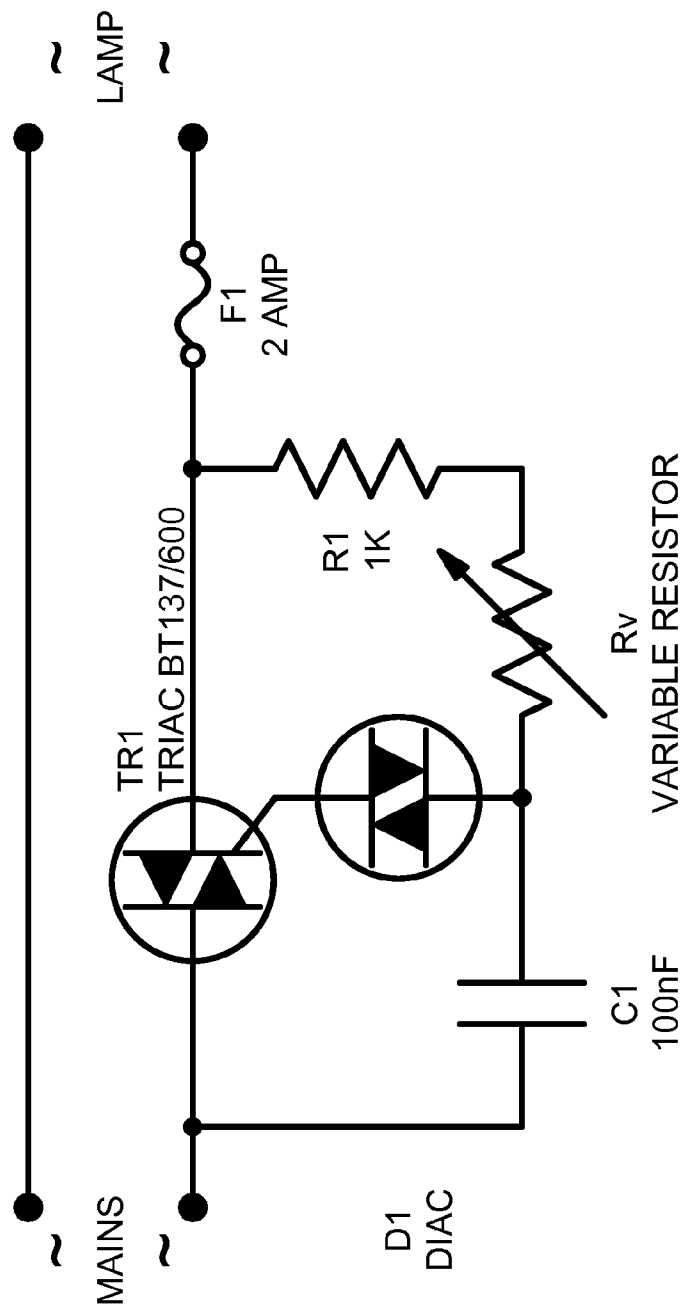 MAINS
~
~
LAMP
~
~
TR1
TRIAC BT137/600
F1
2 AMP
R1
1K
D1
DIAC
C1
100nF
Rv
VARIABLE RESISTOR